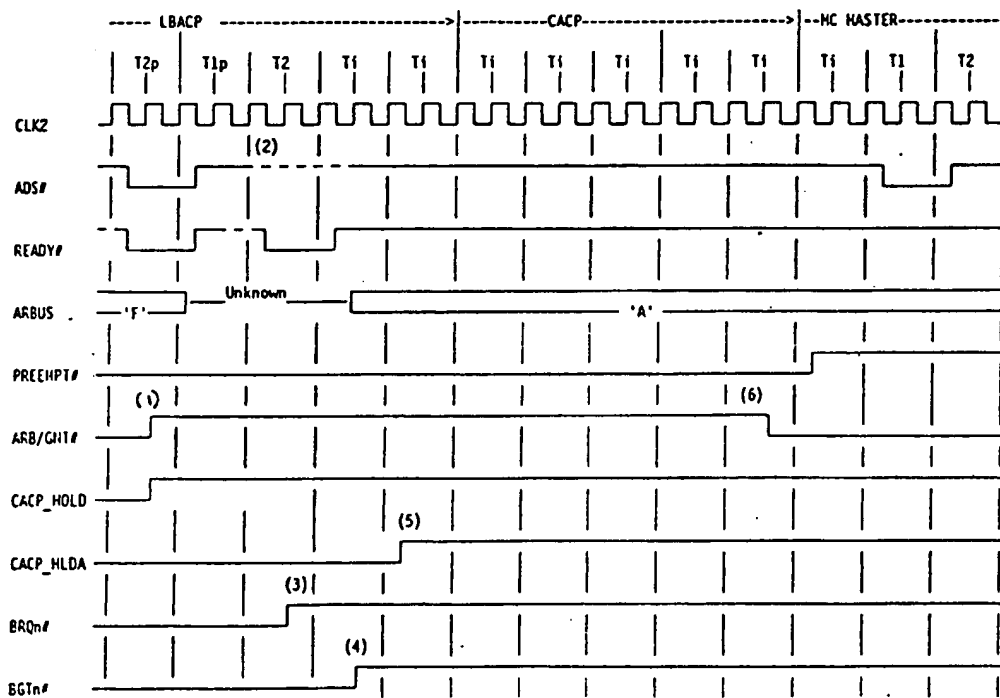 LBACP CACP MC MASTER
T2p T1p T2 Ti Ti Ti Ti Ti Ti Ti Ti T1 T2
CLK2
(2)
ADS#
READY#
Unknown
ARBUS 'F' 'A'
PREEMPT#
(1) (6)
ARB/GNT#
CACP_HOLD
(5)
CACP_HLDA
(3)
BRQn#
(4)
BGTn#